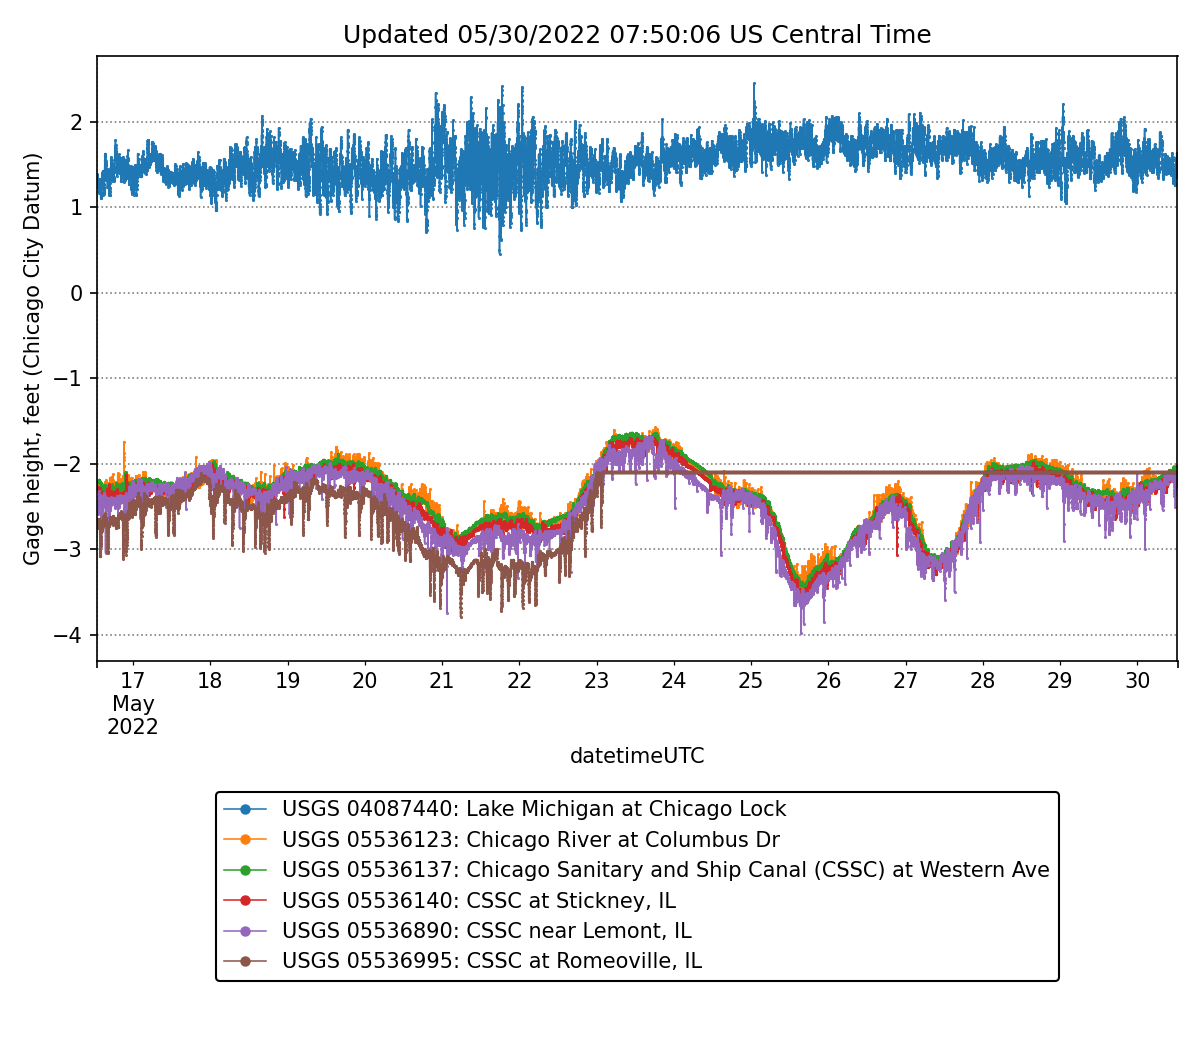 Updated 05/30/2022 07:50:06 US Central Time
Gage height, feet (Chicago City Datum)
2
1
0
−1
−2
−3
−4
17 18 19 20 21 22 23 24 25 26 27 28 29 30
May
2022
datetimeUTC
USGS 04087440: Lake Michigan at Chicago Lock
USGS 05536123: Chicago River at Columbus Dr
USGS 05536137: Chicago Sanitary and Ship Canal (CSSC) at Western Ave
USGS 05536140: CSSC at Stickney, IL
USGS 05536890: CSSC near Lemont, IL
USGS 05536995: CSSC at Romeoville, IL